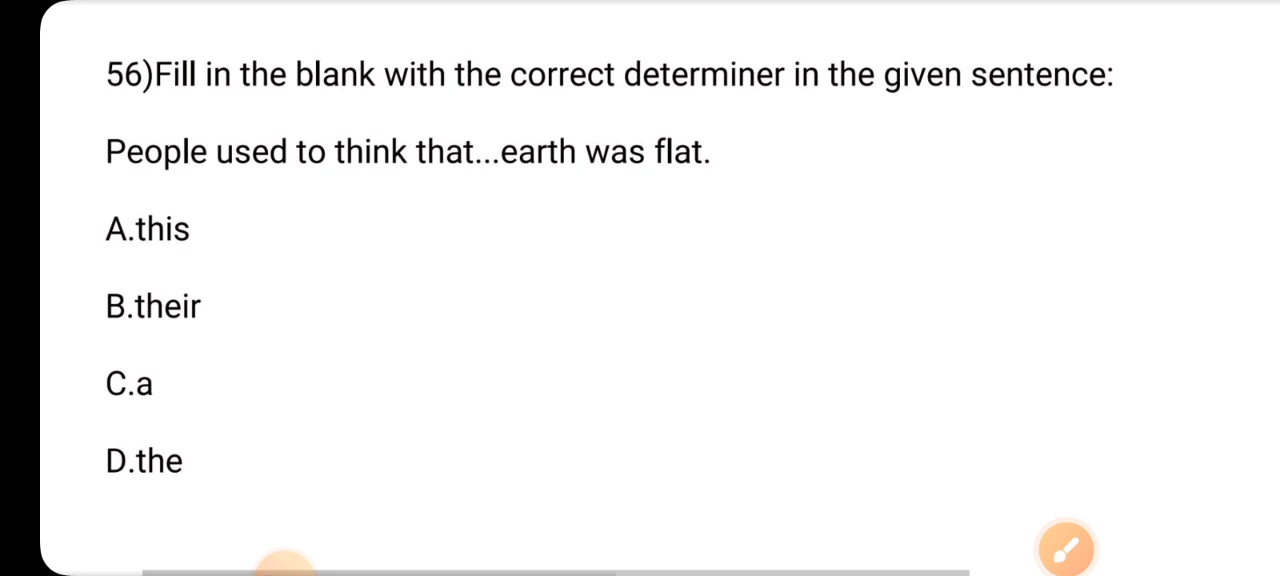 56)Fill in the blank with the correct determiner in the given sentence:
People used to think that...earth was flat.
A.this
B.their
C.a
D.the